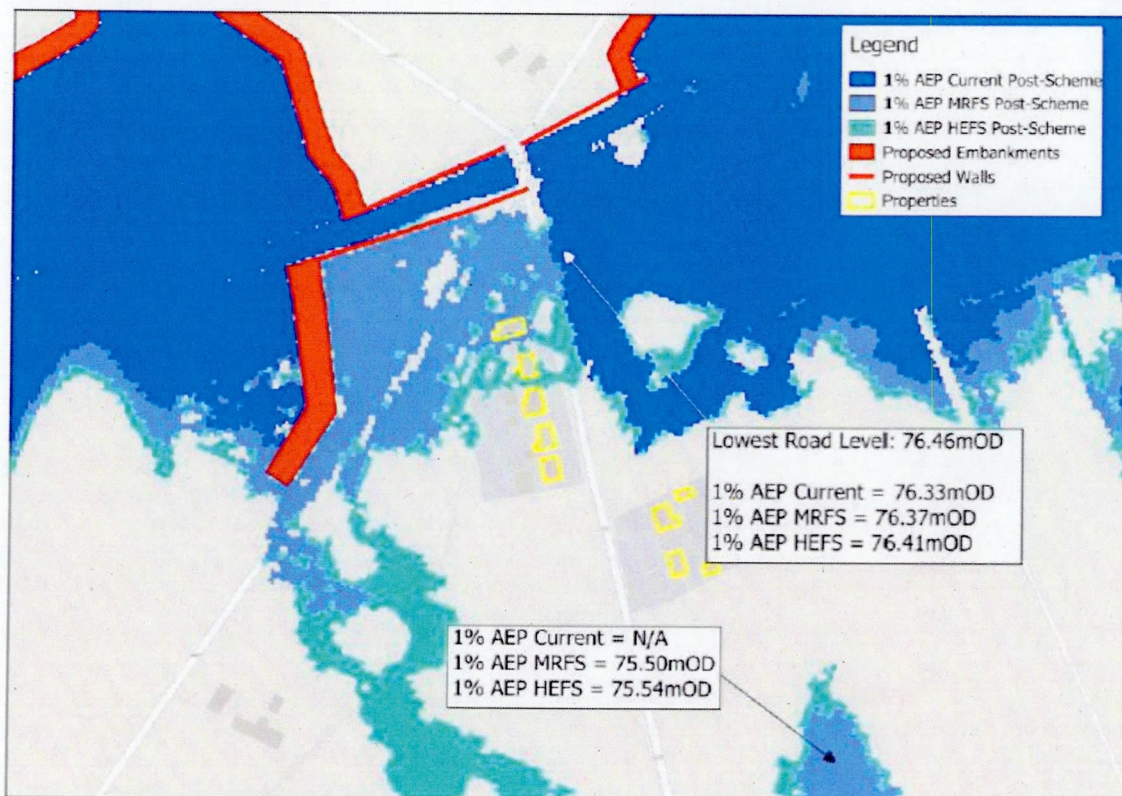 Legend
1% AEP Current Post-Scheme
1% AEP MRFS Post-Scheme
1% AEP HEFS Post-Scheme
Proposed Embankments
Proposed Walls
Properties
Lowest Road Level: 76.46mOD
1% AEP Current = 76.33mOD
1% AEP MRFS = 76.37mOD
1% AEP HEFS = 76.41mOD
1% AEP Current = N/A
1% AEP MRFS = 75.50mOD
1% AEP HEFS = 75.54mOD